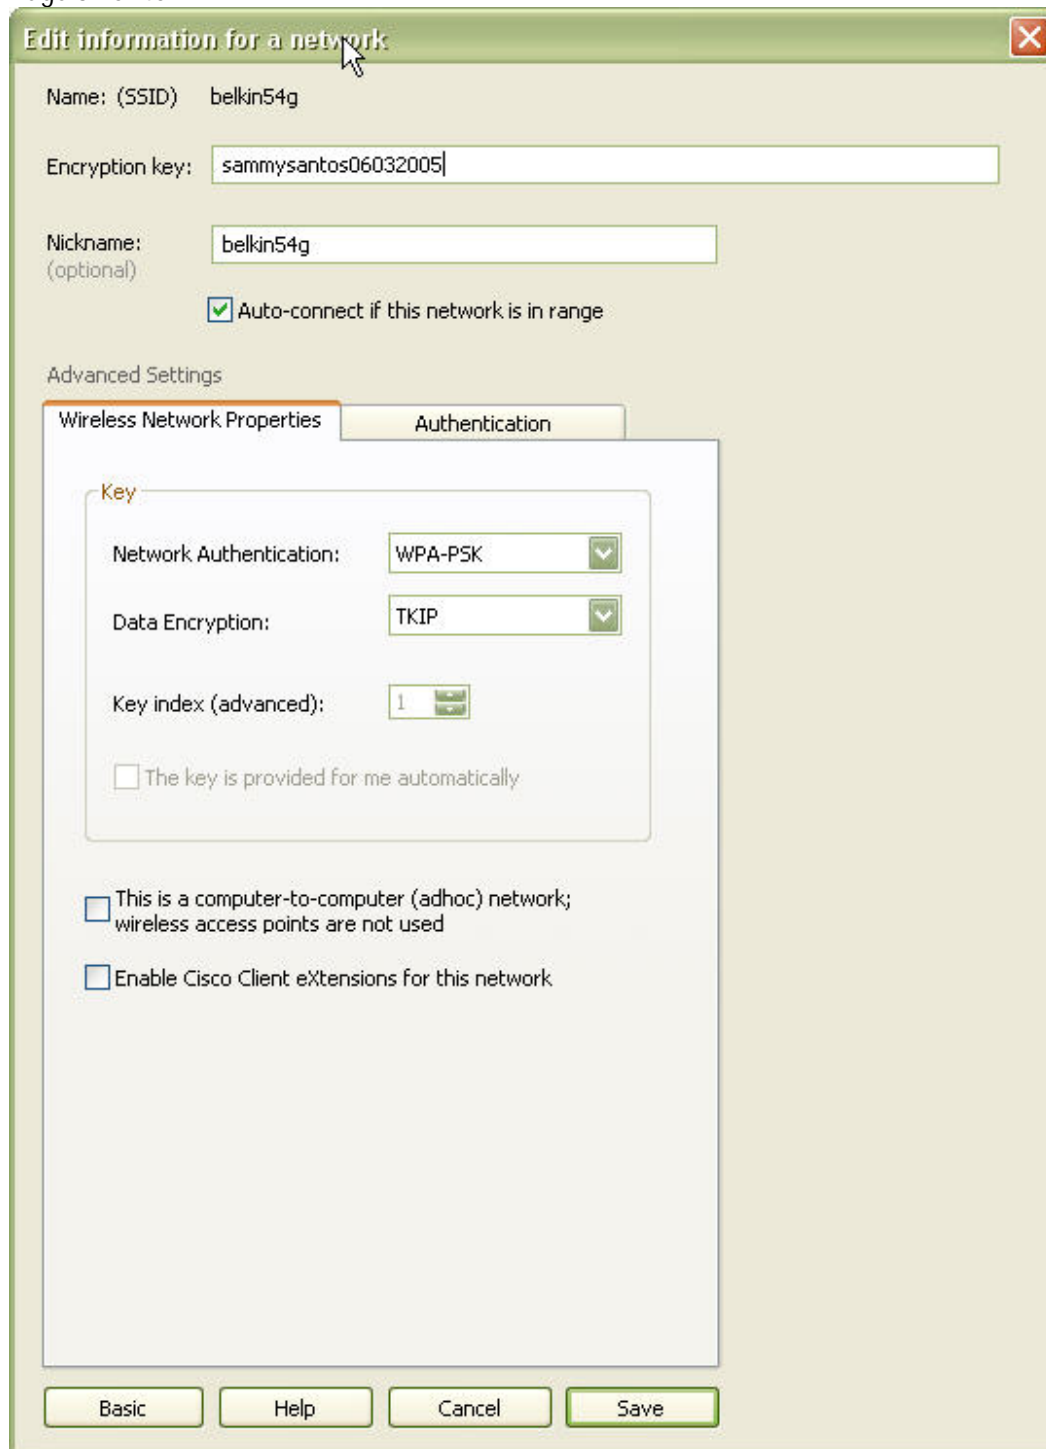 Edit information for a network
Name: (SSID) belkin54g
Encryption key: sammysantos06032005
Nickname: belkin54g
(optional)
Auto-connect if this network is in range
Advanced Settings
Wireless Network Properties Authentication
Key
Network Authentication: WPA-PSK
Data Encryption: TKIP
Key index (advanced): 1
The key is provided for me automatically
This is a computer-to-computer (adhoc) network;
wireless access points are not used
Enable Cisco Client eXtensions for this network
Basic Help Cancel Save